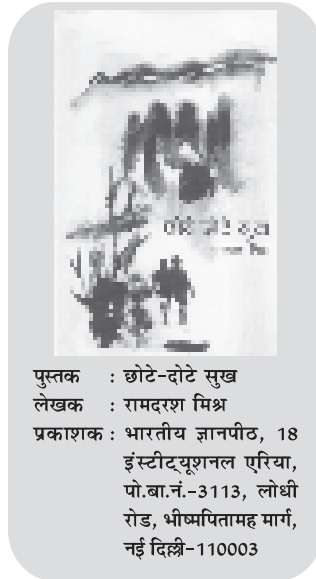 पुस्तक : छोटे-दोटे सुख
लेखक : रामदरश मिश्र
प्रकाशक : भारतीय ज्ञानपीठ, 18
इंस्टीट्यूशनल एरिया,
पो.बा.नं.-3113, लोधी
रोड, भीष्मपितामह मार्ग,
नई दिल्ली-110003